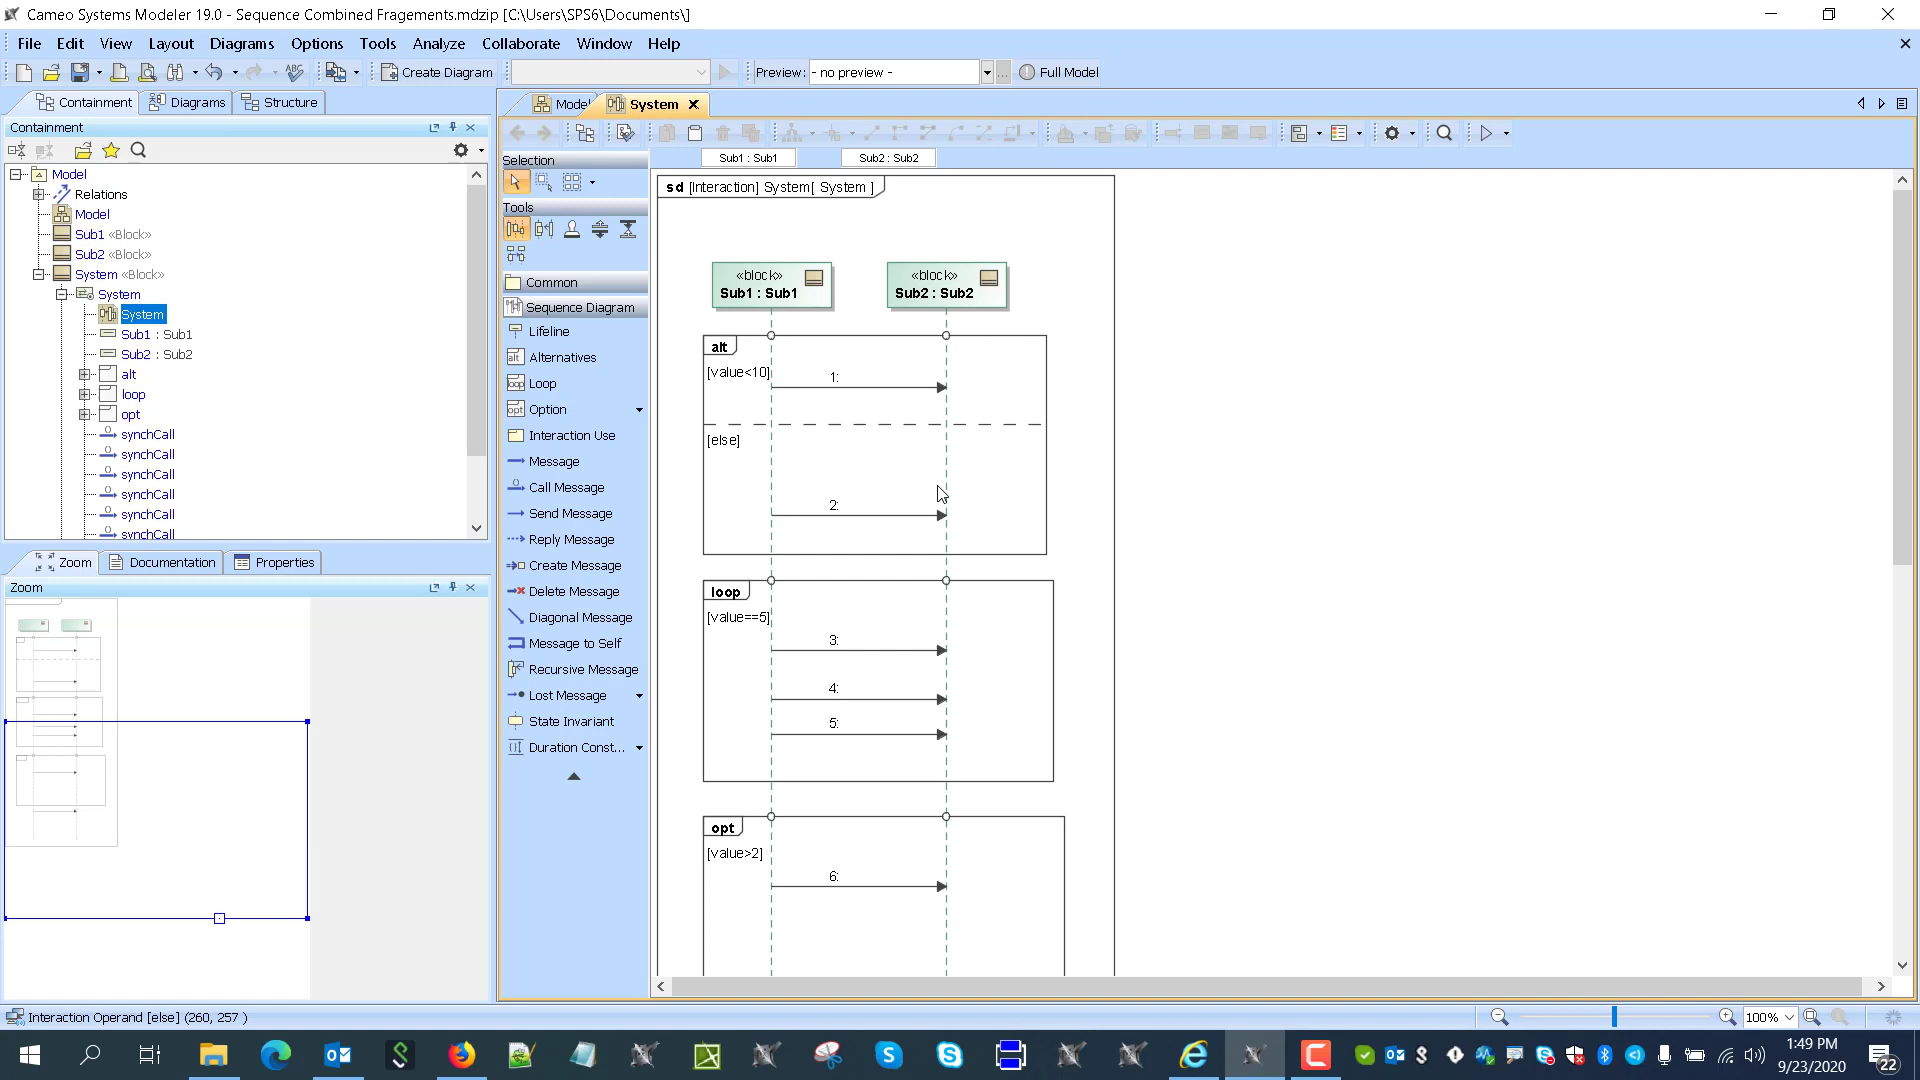 Cameo Systems Modeler 19.0 - Sequence Combined Fragements.mdzip [C:\Users\SPS6\Documents\]
File Edit View Layout Diagrams Options Tools Analyze Collaborate Window Help
Create Diagram Preview: - no preview - ... Full Model
Containment Diagrams Structure
Containment
Model
Relations
Model
Sub1 «Block»
Sub2 «Block»
System «Block»
System
System
Sub1 : Sub1
Sub2 : Sub2
alt
loop
opt
synchCall
synchCall
synchCall
synchCall
synchCall
synchCall
Zoom Documentation Properties
Zoom
Model System
Selection
Tools
Common
Sequence Diagram
Lifeline
alt Alternatives
loop Loop
opt Option
Interaction Use
Message
Call Message
Send Message
Reply Message
Create Message
Delete Message
Diagonal Message
Message to Self
Recursive Message
Lost Message
State Invariant
Duration Const...
Sub1 : Sub1 Sub2 : Sub2
sd [Interaction] System[ System ]
«block»
Sub1 : Sub1
«block»
Sub2 : Sub2
alt
[value<10]
1:
[else]
2:
loop
[value==5]
3:
4:
5:
opt
[value>2]
6:
Interaction Operand [else] (260, 257 )
100%
1:49 PM
9/23/2020
22